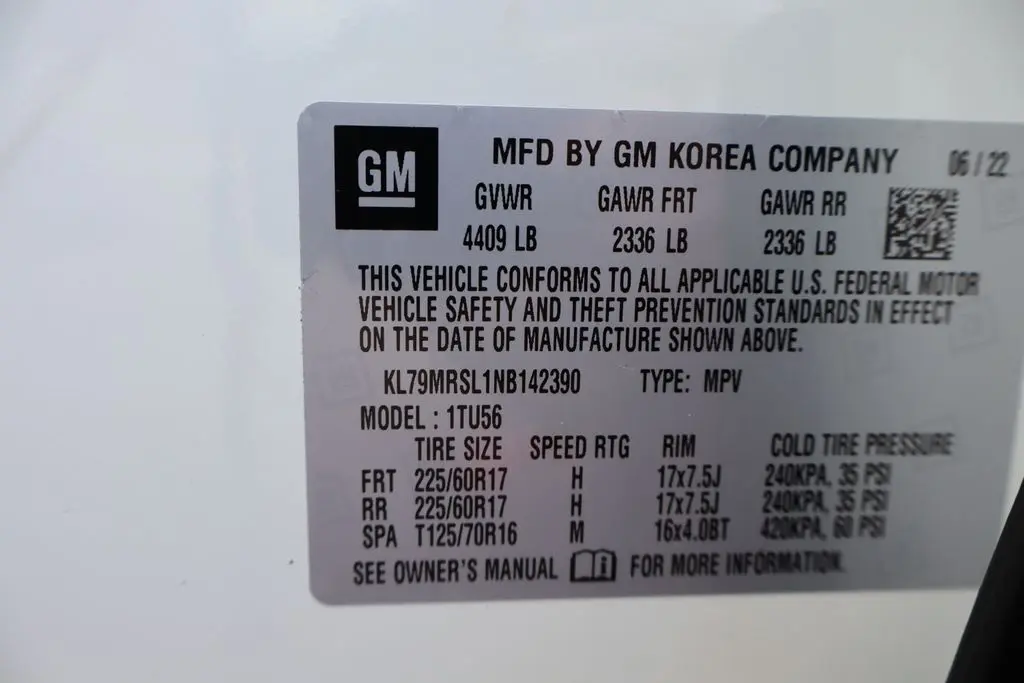 GM
MFD BY GM KOREA COMPANY 06/22
GVWR GAWR FRT GAWR RR
4409 LB 2336 LB 2336 LB
THIS VEHICLE CONFORMS TO ALL APPLICABLE U.S. FEDERAL MOTOR
VEHICLE SAFETY AND THEFT PREVENTION STANDARDS IN EFFECT
ON THE DATE OF MANUFACTURE SHOWN ABOVE.
KL79MRSL1NB142390 TYPE: MPV
MODEL : 1TU56
TIRE SIZE SPEED RTG RIM COLD TIRE PRESSURE
FRT 225/60R17 H 17x7.5J 240KPA, 35 PSI
RR 225/60R17 H 17x7.5J 240KPA, 35 PSI
SPA T125/70R16 M 16x4.0BT 420KPA, 60 PSI
SEE OWNER'S MANUAL FOR MORE INFORMATION.